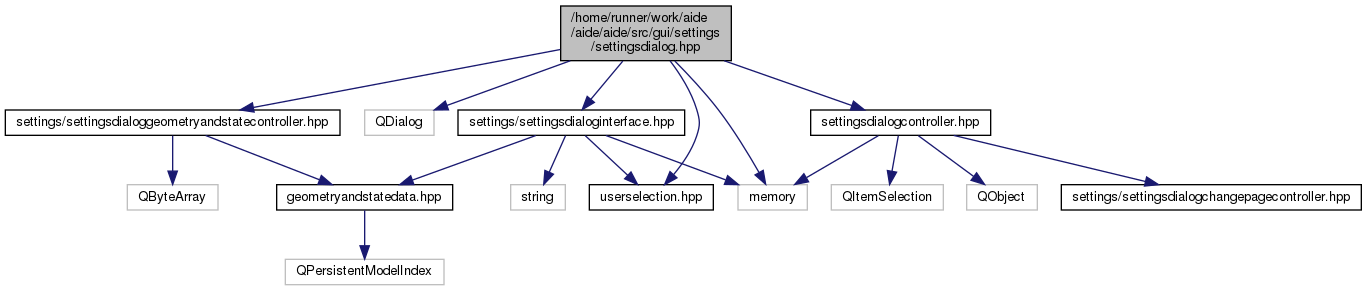 /home/runner/work/aide
/aide/aide/src/gui/settings
/settingsdialog.hpp
settings/settingsdialoggeometryandstatecontroller.hpp
QDialog
settings/settingsdialoginterface.hpp
settingsdialogcontroller.hpp
QByteArray
geometryandstatedata.hpp
string
userselection.hpp
memory
QItemSelection
QObject
settings/settingsdialogchangepagecontroller.hpp
QPersistentModelIndex